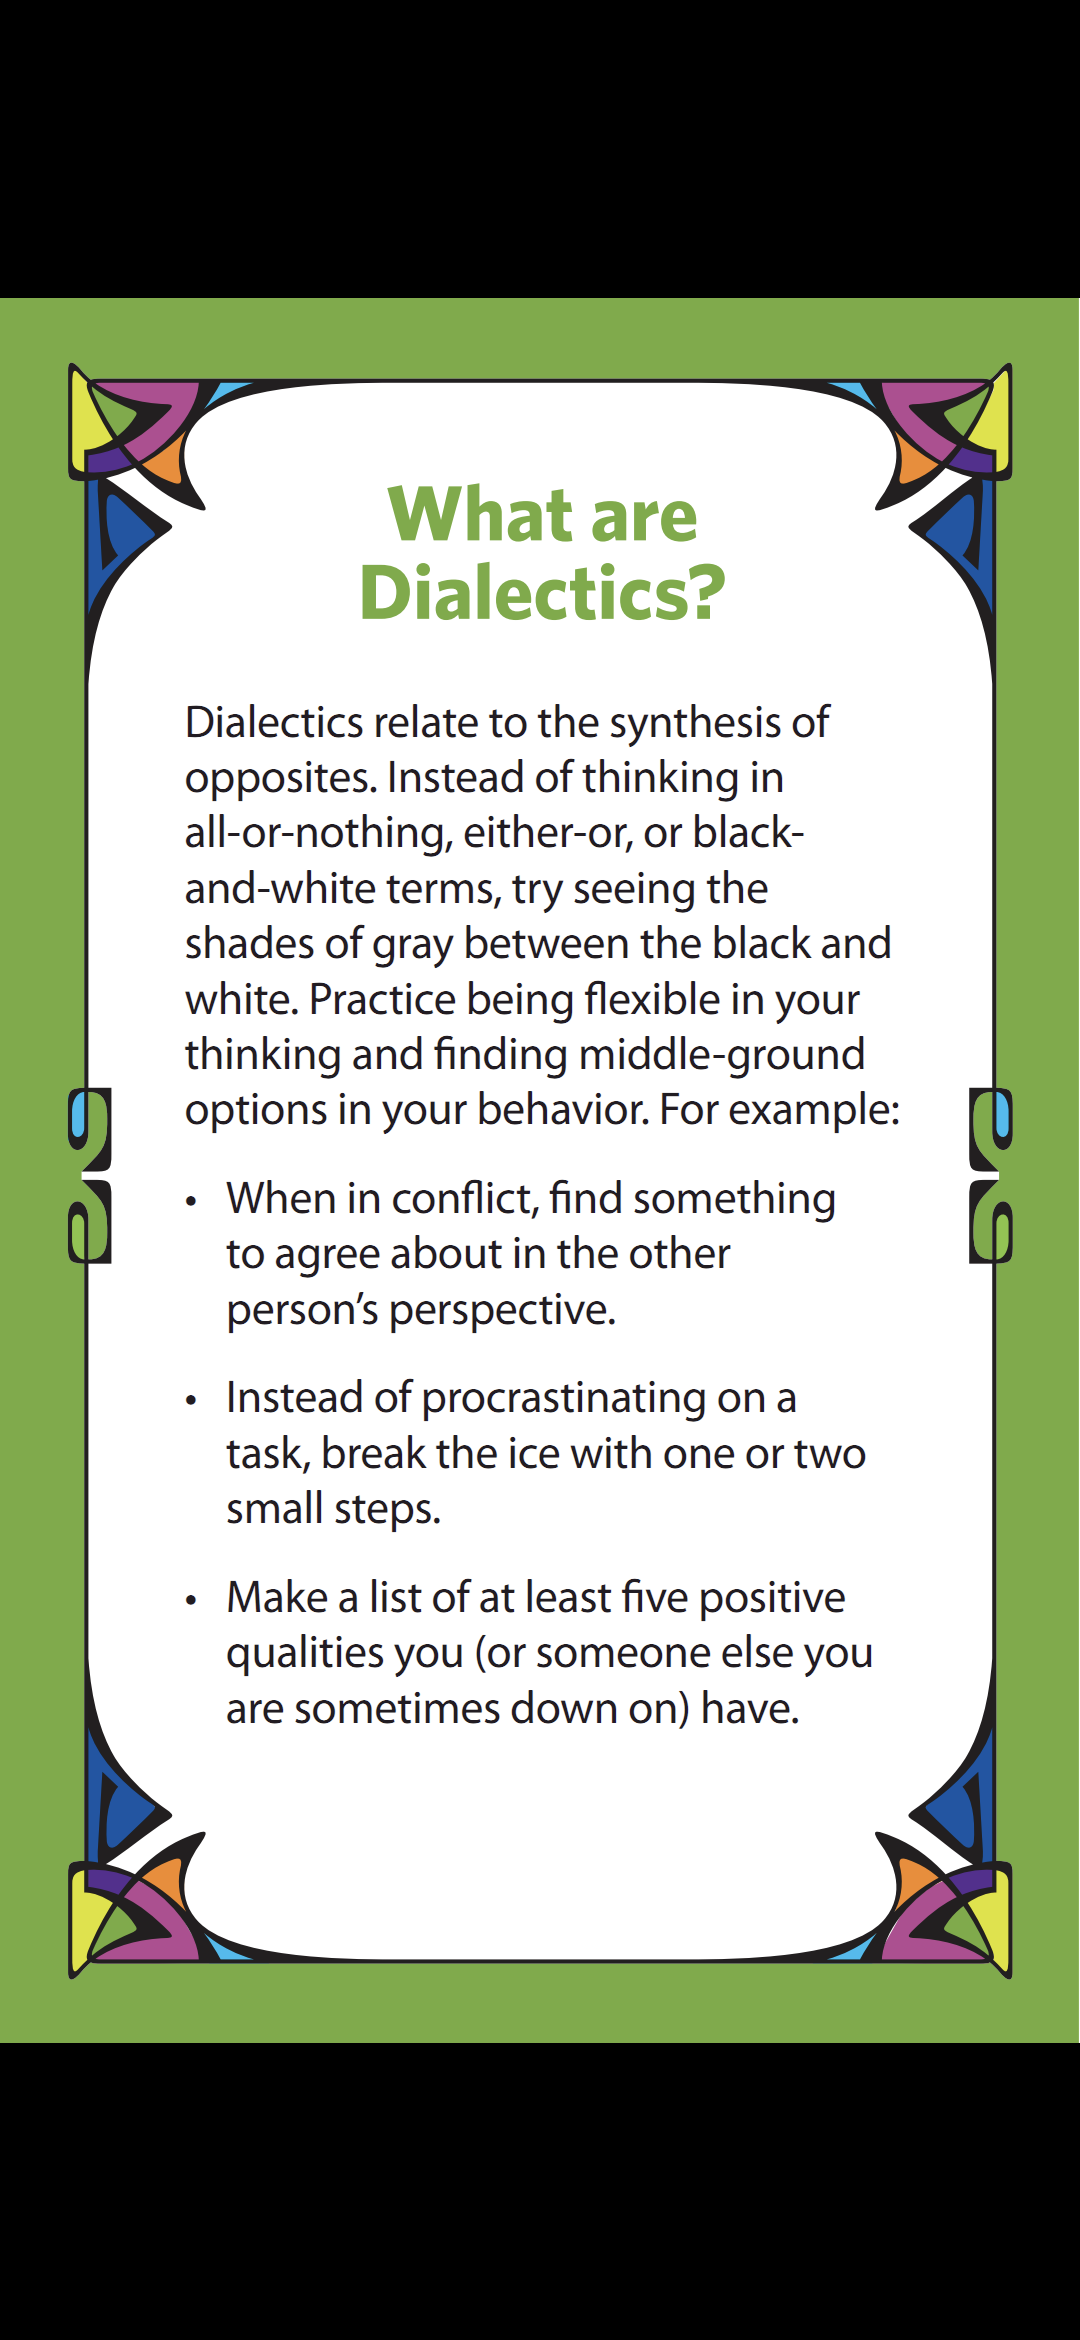 What are
Dialectics?
Dialectics relate to the synthesis of
opposites. Instead of thinking in
all-or-nothing, either-or, or black-
and-white terms, try seeing the
shades of gray between the black and
white. Practice being flexible in your
thinking and finding middle-ground
options in your behavior. For example:
• When in conflict, find something
to agree about in the other
person’s perspective.
• Instead of procrastinating on a
task, break the ice with one or two
small steps.
• Make a list of at least five positive
qualities you (or someone else you
are sometimes down on) have.